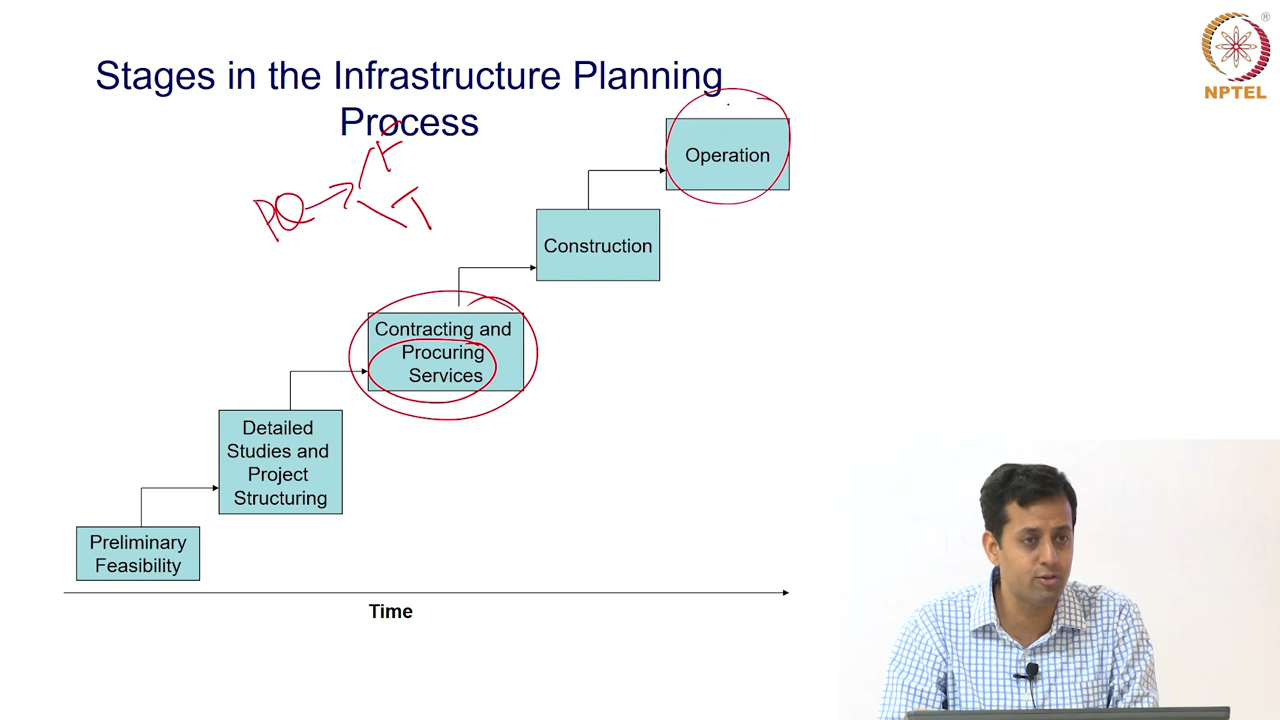 Stages in the Infrastructure Planning
Process
®
NPTEL
PQ
F
T
Operation
Construction
Contracting and
Procuring
Services
Detailed
Studies and
Project
Structuring
Preliminary
Feasibility
Time